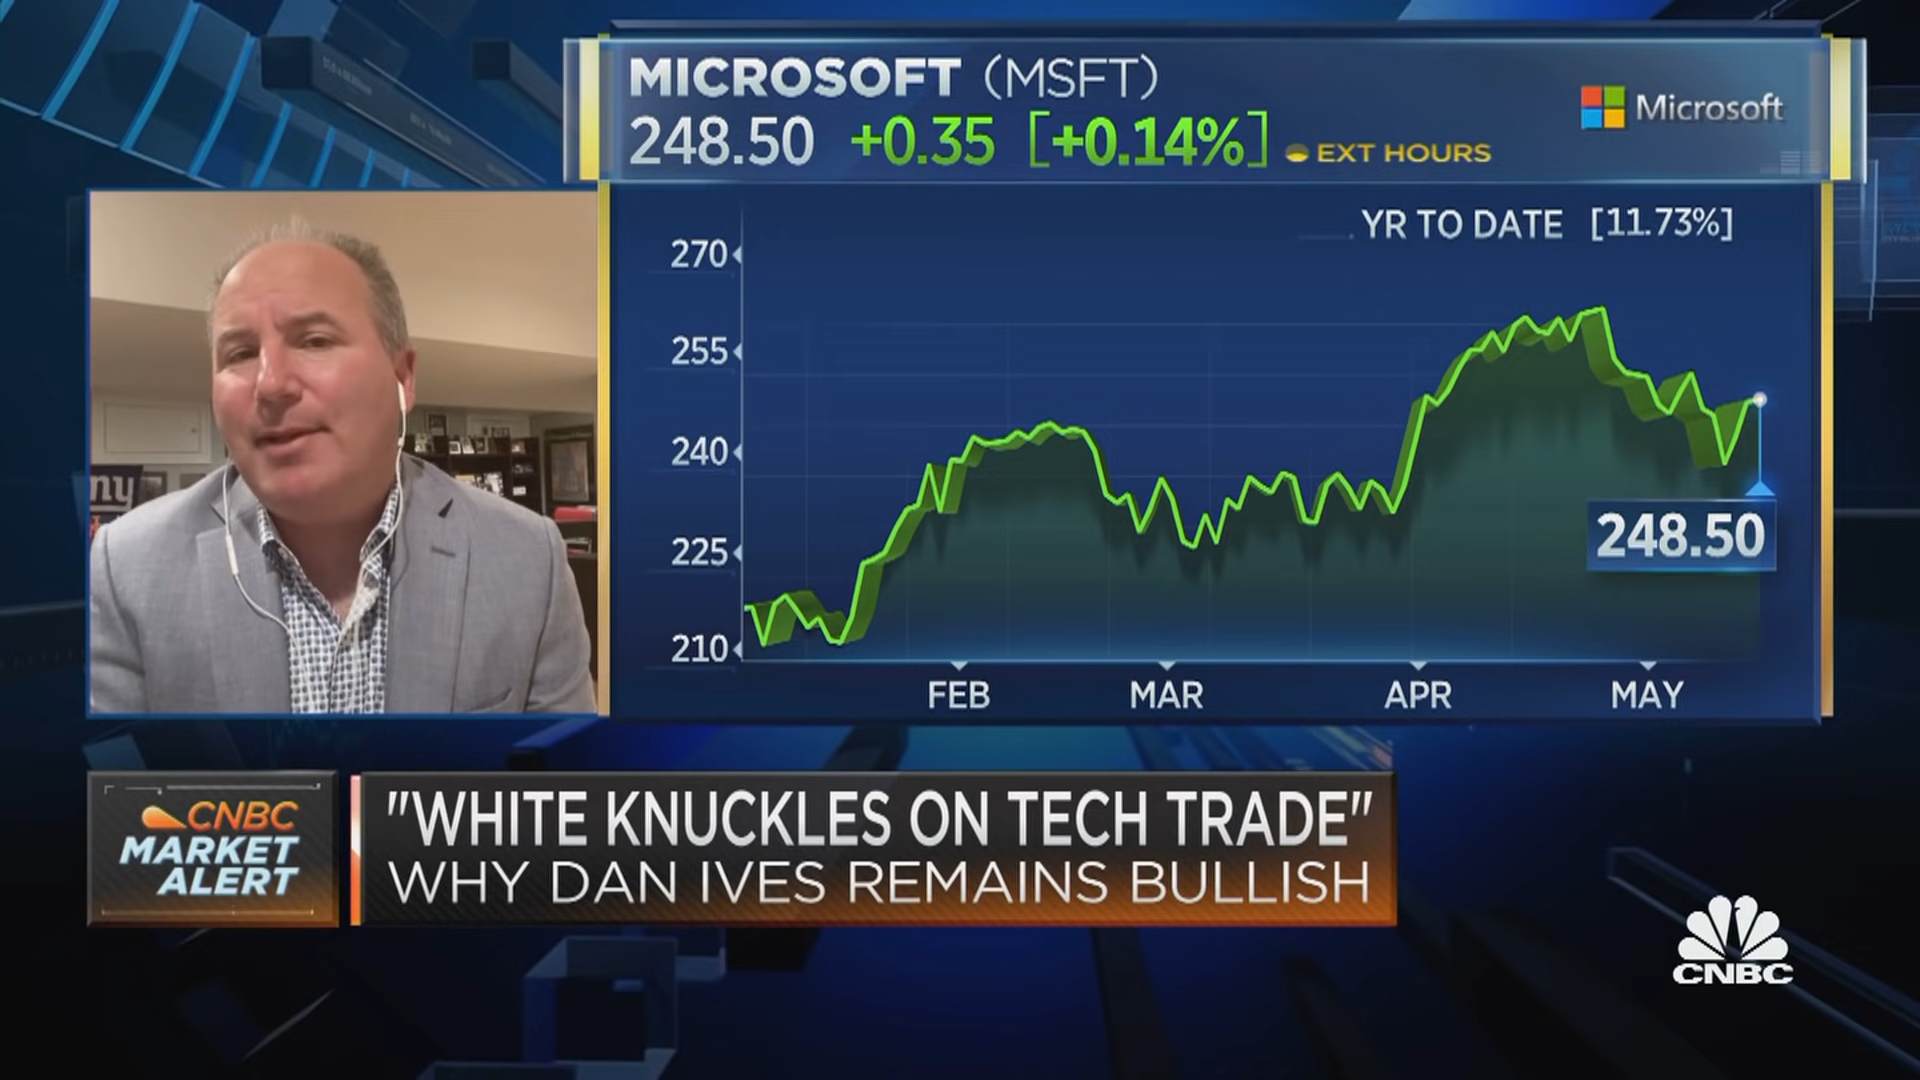 MICROSOFT (MSFT)
248.50 +0.35 [+0.14%] EXT HOURS
Microsoft
YR TO DATE [11.73%]
270
255
240
225
210
248.50
FEB MAR APR MAY
ny
CNBC
MARKET
ALERT
"WHITE KNUCKLES ON TECH TRADE"
WHY DAN IVES REMAINS BULLISH
CNBC